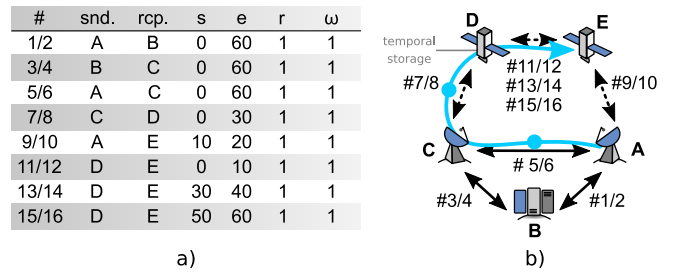 # snd. rcp. s e r ω
1/2 A B 0 60 1 1
3/4 B C 0 60 1 1
5/6 A C 0 60 1 1
7/8 C D 0 30 1 1
9/10 A E 10 20 1 1
11/12 D E 0 10 1 1
13/14 D E 30 40 1 1
15/16 D E 50 60 1 1
a)
D E
temporal
storage
#11/12
#13/14
#15/16
#7/8
#9/10
C
A
# 5/6
#3/4
#1/2
B
b)